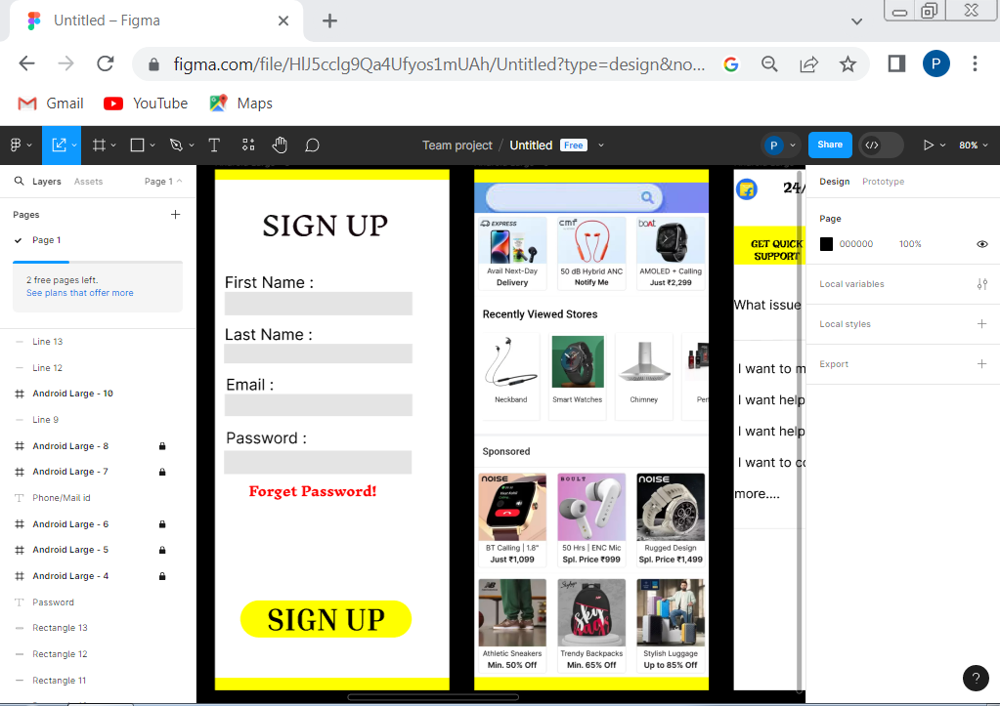 Untitled – Figma
figma.com/file/HIJ5cclg9Qa4Ufyos1mUAh/Untitled?type=design&no...
P
Gmail
YouTube
Maps
Team project / Untitled Free
P
Share
80%
Layers Assets Page 1
Pages
Page 1
2 free pages left.
See plans that offer more
Line 13
Line 12
Android Large - 10
Line 9
Android Large - 8
Android Large - 7
Phone/Mail id
Android Large - 6
Android Large - 5
Android Large - 4
Password
Rectangle 13
Rectangle 12
Rectangle 11
SIGN UP
First Name :
Last Name :
Email :
Password :
Forget Password!
SIGN UP
EXPRESS
cmf
boAt
Avail Next-Day
Delivery
50 dB Hybrid ANC
Notify Me
AMOLED + Calling
Just ₹2,299
Recently Viewed Stores
Neckband
Smart Watches
Chimney
Per
Sponsored
NOISE
BOULT
NOISE
BT Calling | 1.8"
Just ₹1,099
50 Hrs | ENC Mic
Spl. Price ₹999
Rugged Design
Spl. Price ₹1,499
Skybags
Sky
Athletic Sneakers
Min. 50% Off
Trendy Backpacks
Min. 65% Off
Stylish Luggage
Up to 85% Off
24/
GET QUICK
SUPPORT
What issue
I want to m
I want help
I want help
I want to co
more....
Design Prototype
Page
000000 100%
Local variables
Local styles
Export
?